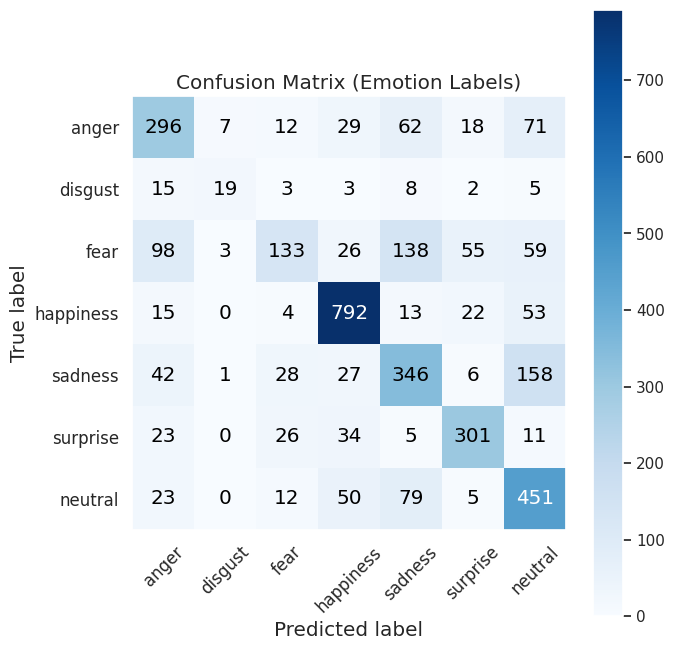 Confusion Matrix (Emotion Labels)
True label
anger 296 7 12 29 62 18 71
disgust 15 19 3 3 8 2 5
fear 98 3 133 26 138 55 59
happiness 15 0 4 792 13 22 53
sadness 42 1 28 27 346 6 158
surprise 23 0 26 34 5 301 11
neutral 23 0 12 50 79 5 451
anger disgust fear happiness sadness surprise neutral
Predicted label
700
600
500
400
300
200
100
0